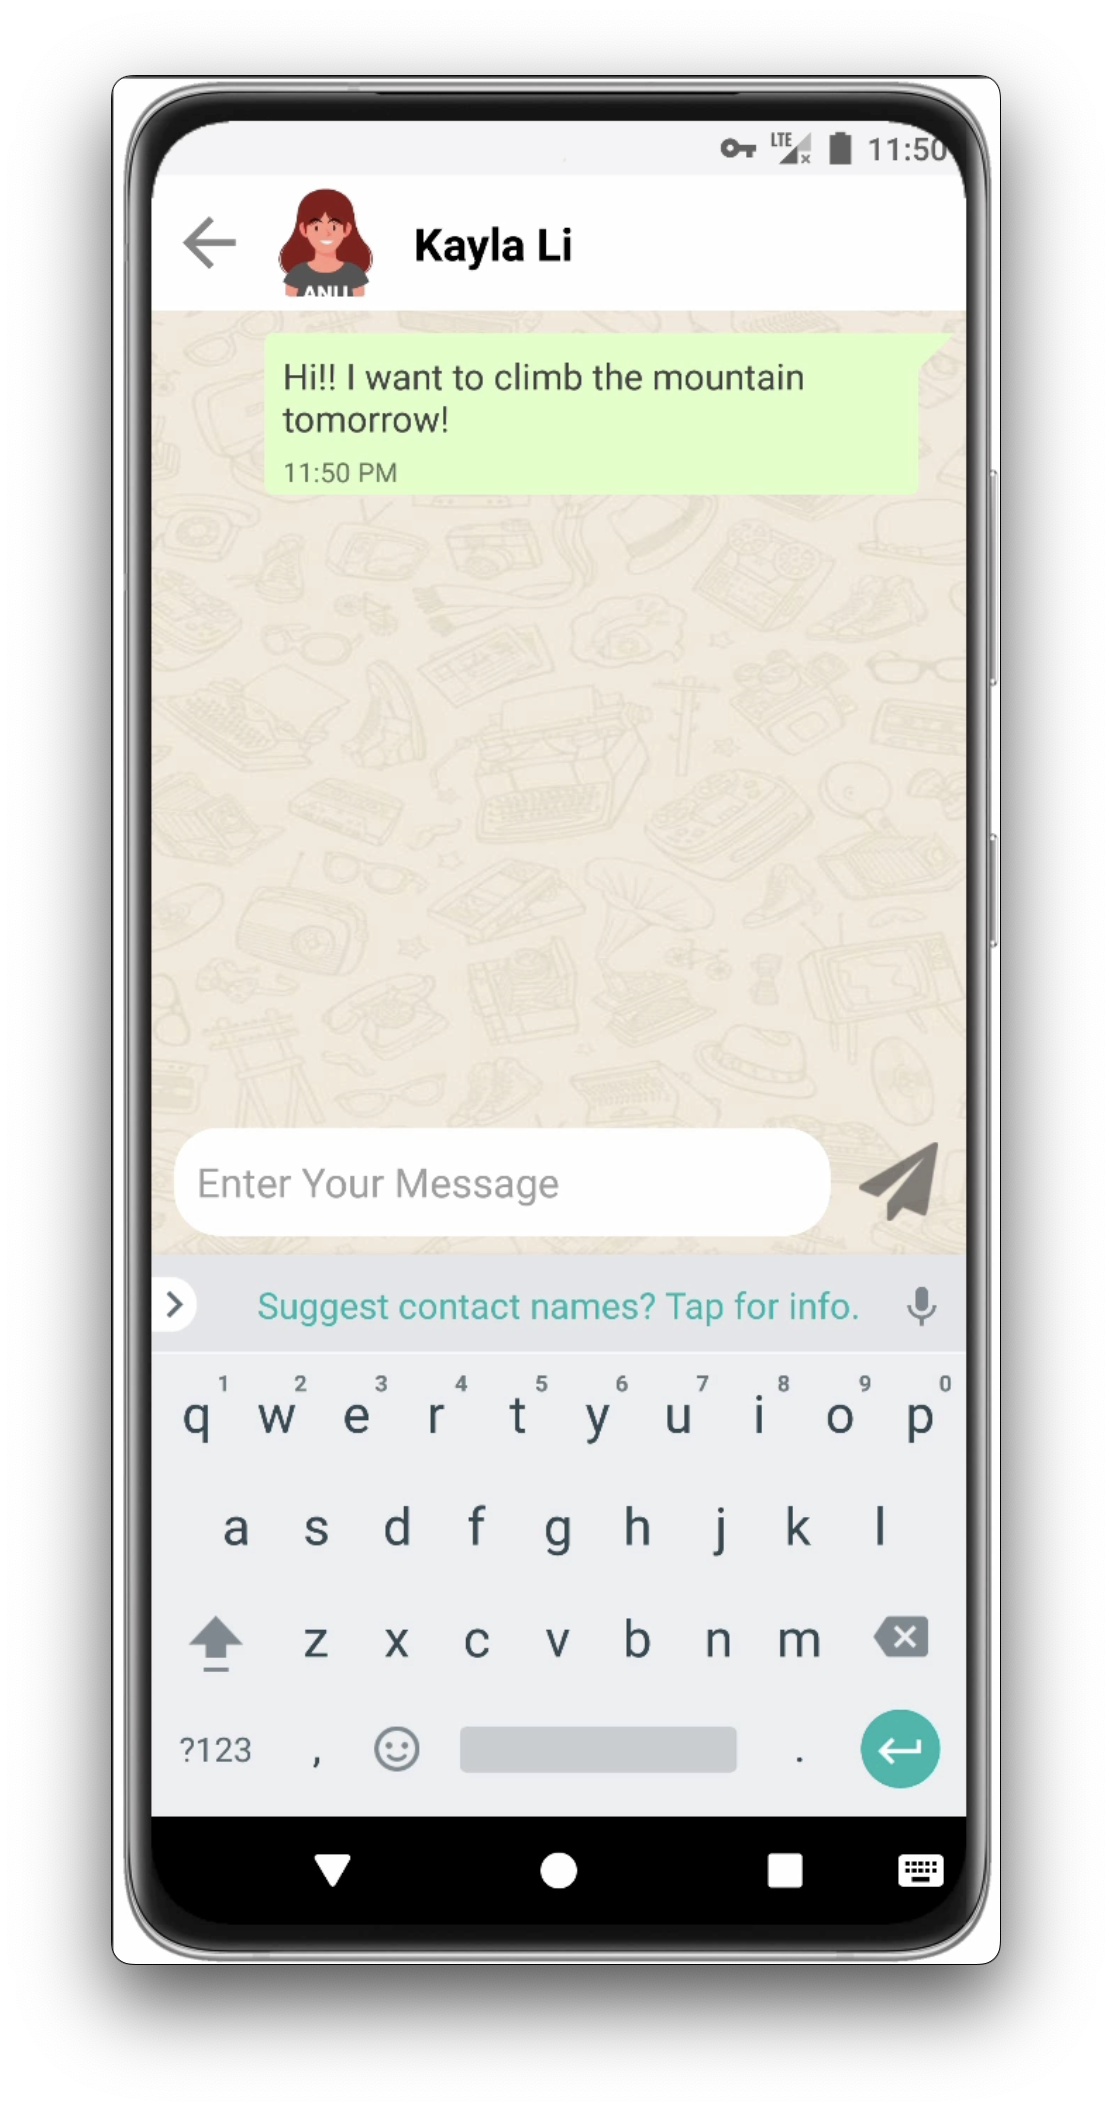 LTE 11:50
Kayla Li
ANU
Hi!! I want to climb the mountain
tomorrow!
11:50 PM
Enter Your Message
Suggest contact names? Tap for info.
1 2 3 4 5 6 7 8 9 0
q w e r t y u i o p
a s d f g h j k l
z x c v b n m
?123 , .